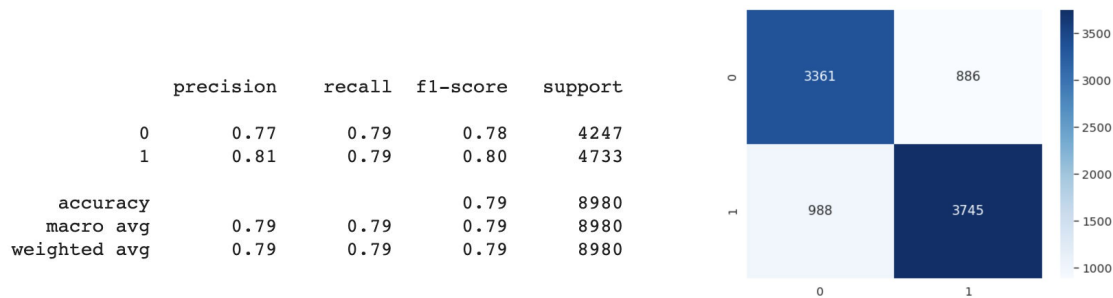 precision recall f1-score support
0 0.77 0.79 0.78 4247
1 0.81 0.79 0.80 4733
accuracy 0.79 8980
macro avg 0.79 0.79 0.79 8980
weighted avg 0.79 0.79 0.79 8980
0 3361 886
1 988 3745
0 1
3500
3000
2500
2000
1500
1000